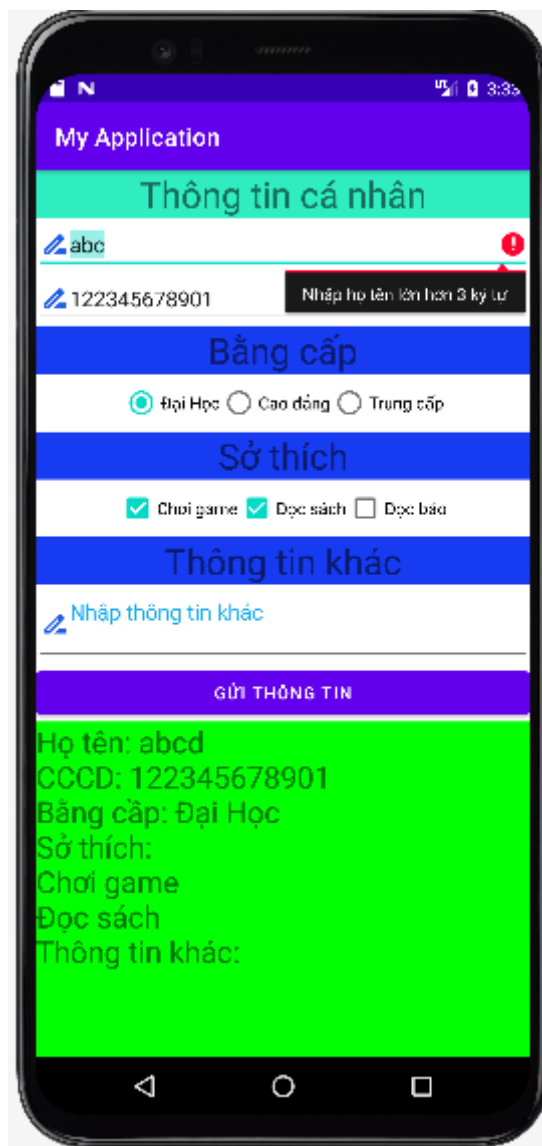 N 3:33
My Application
Thông tin cá nhân
abc
122345678901
Nhập họ tên lớn hơn 3 ký tự
Bằng cấp
Đại Học Cao đẳng Trung cấp
Sở thích
Chơi game Đọc sách Đọc báo
Thông tin khác
Nhập thông tin khác
GỬI THÔNG TIN
Họ tên: abcd
CCCD: 122345678901
Bằng cầp: Đại Học
Sở thích:
Chơi game
Đọc sách
Thông tin khác: